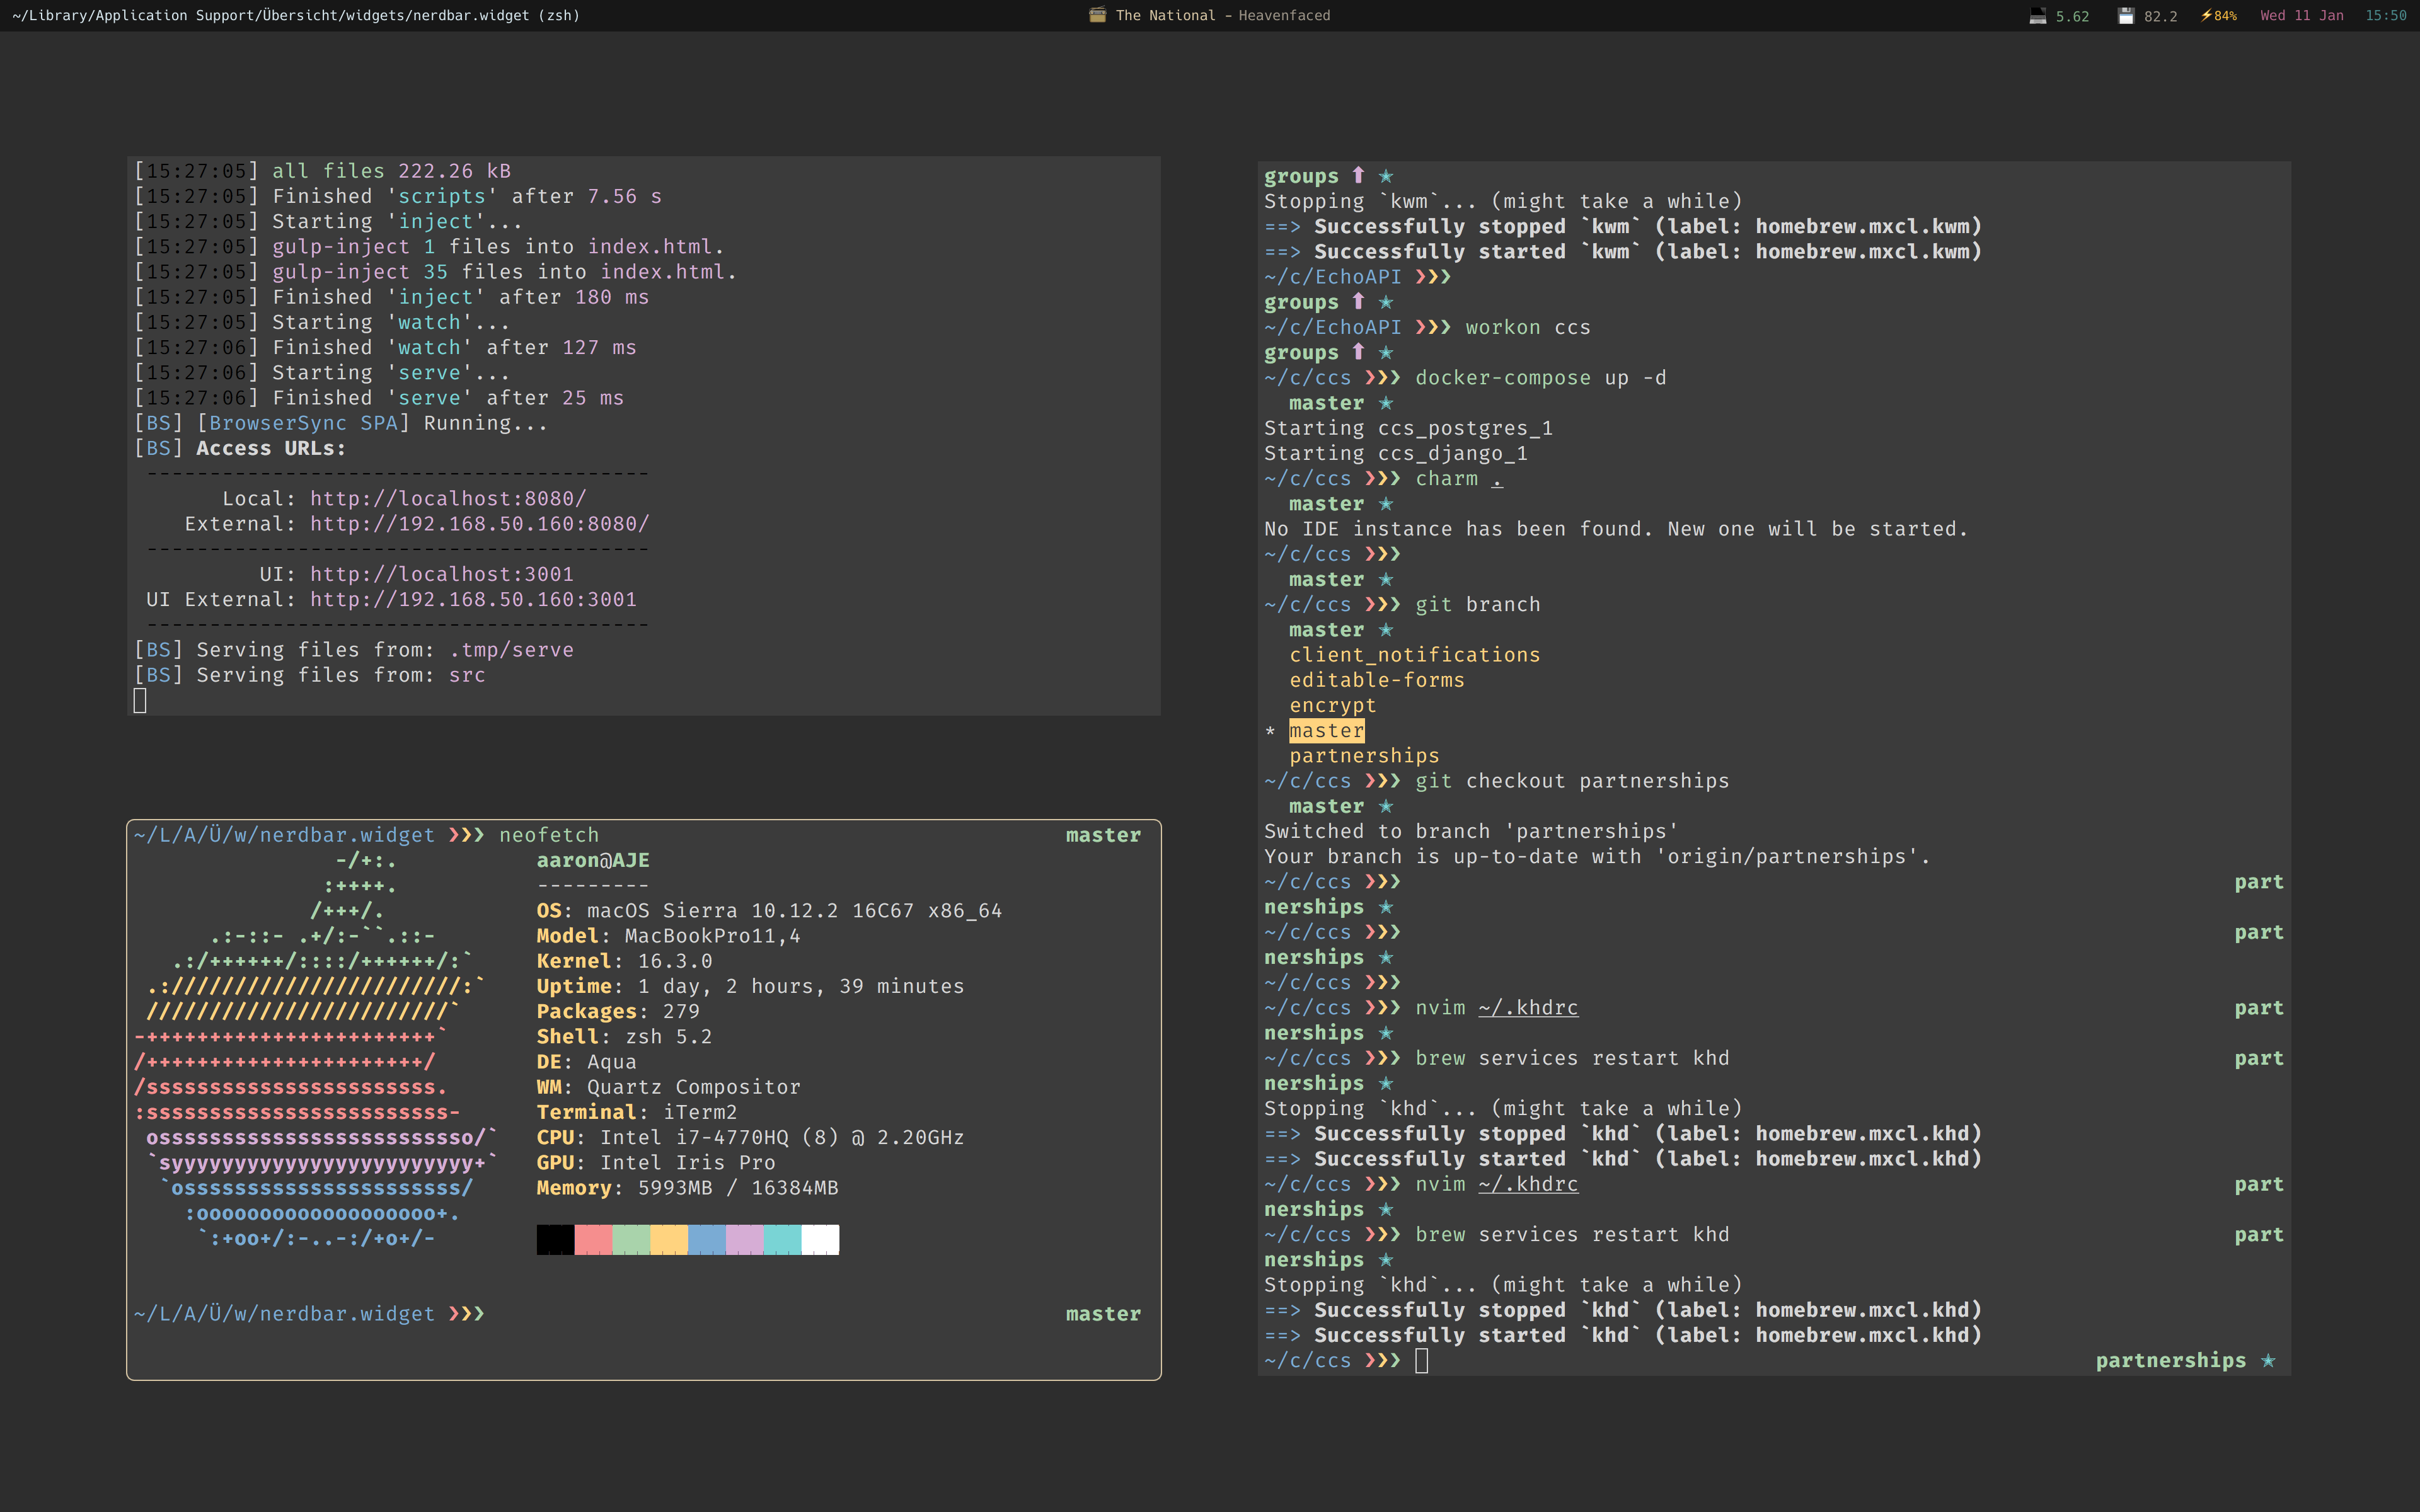 ~/Library/Application Support/Übersicht/widgets/nerdbar.widget (zsh)
The National - Heavenfaced
5.62 82.2 ⚡84% Wed 11 Jan 15:50
[15:27:05] all files 222.26 kB
[15:27:05] Finished 'scripts' after 7.56 s
[15:27:05] Starting 'inject'...
[15:27:05] gulp-inject 1 files into index.html.
[15:27:05] gulp-inject 35 files into index.html.
[15:27:05] Finished 'inject' after 180 ms
[15:27:05] Starting 'watch'...
[15:27:06] Finished 'watch' after 127 ms
[15:27:06] Starting 'serve'...
[15:27:06] Finished 'serve' after 25 ms
[BS] [BrowserSync SPA] Running...
[BS] Access URLs:
----------------------------------------
Local: http://localhost:8080/
External: http://192.168.50.160:8080/
----------------------------------------
UI: http://localhost:3001
UI External: http://192.168.50.160:3001
----------------------------------------
[BS] Serving files from: .tmp/serve
[BS] Serving files from: src
~/L/A/Ü/w/nerdbar.widget ❯❯❯ neofetch master
aaron@AJE
---------
OS: macOS Sierra 10.12.2 16C67 x86_64
Model: MacBookPro11,4
Kernel: 16.3.0
Uptime: 1 day, 2 hours, 39 minutes
Packages: 279
Shell: zsh 5.2
DE: Aqua
WM: Quartz Compositor
Terminal: iTerm2
CPU: Intel i7-4770HQ (8) @ 2.20GHz
GPU: Intel Iris Pro
Memory: 5993MB / 16384MB
~/L/A/Ü/w/nerdbar.widget ❯❯❯ master
groups ⬆ ✭
Stopping `kwm`... (might take a while)
==> Successfully stopped `kwm` (label: homebrew.mxcl.kwm)
==> Successfully started `kwm` (label: homebrew.mxcl.kwm)
~/c/EchoAPI ❯❯❯
groups ⬆ ✭
~/c/EchoAPI ❯❯❯ workon ccs
groups ⬆ ✭
~/c/ccs ❯❯❯ docker-compose up -d
master ✭
Starting ccs_postgres_1
Starting ccs_django_1
~/c/ccs ❯❯❯ charm .
master ✭
No IDE instance has been found. New one will be started.
~/c/ccs ❯❯❯
master ✭
~/c/ccs ❯❯❯ git branch
master ✭
client_notifications
editable-forms
encrypt
* master
partnerships
~/c/ccs ❯❯❯ git checkout partnerships
master ✭
Switched to branch 'partnerships'
Your branch is up-to-date with 'origin/partnerships'.
~/c/ccs ❯❯❯ part
nerships ✭
~/c/ccs ❯❯❯ part
nerships ✭
~/c/ccs ❯❯❯
~/c/ccs ❯❯❯ nvim ~/.khdrc part
nerships ✭
~/c/ccs ❯❯❯ brew services restart khd part
nerships ✭
Stopping `khd`... (might take a while)
==> Successfully stopped `khd` (label: homebrew.mxcl.khd)
==> Successfully started `khd` (label: homebrew.mxcl.khd)
~/c/ccs ❯❯❯ nvim ~/.khdrc part
nerships ✭
~/c/ccs ❯❯❯ brew services restart khd part
nerships ✭
Stopping `khd`... (might take a while)
==> Successfully stopped `khd` (label: homebrew.mxcl.khd)
==> Successfully started `khd` (label: homebrew.mxcl.khd)
~/c/ccs ❯❯❯ partnerships ✭